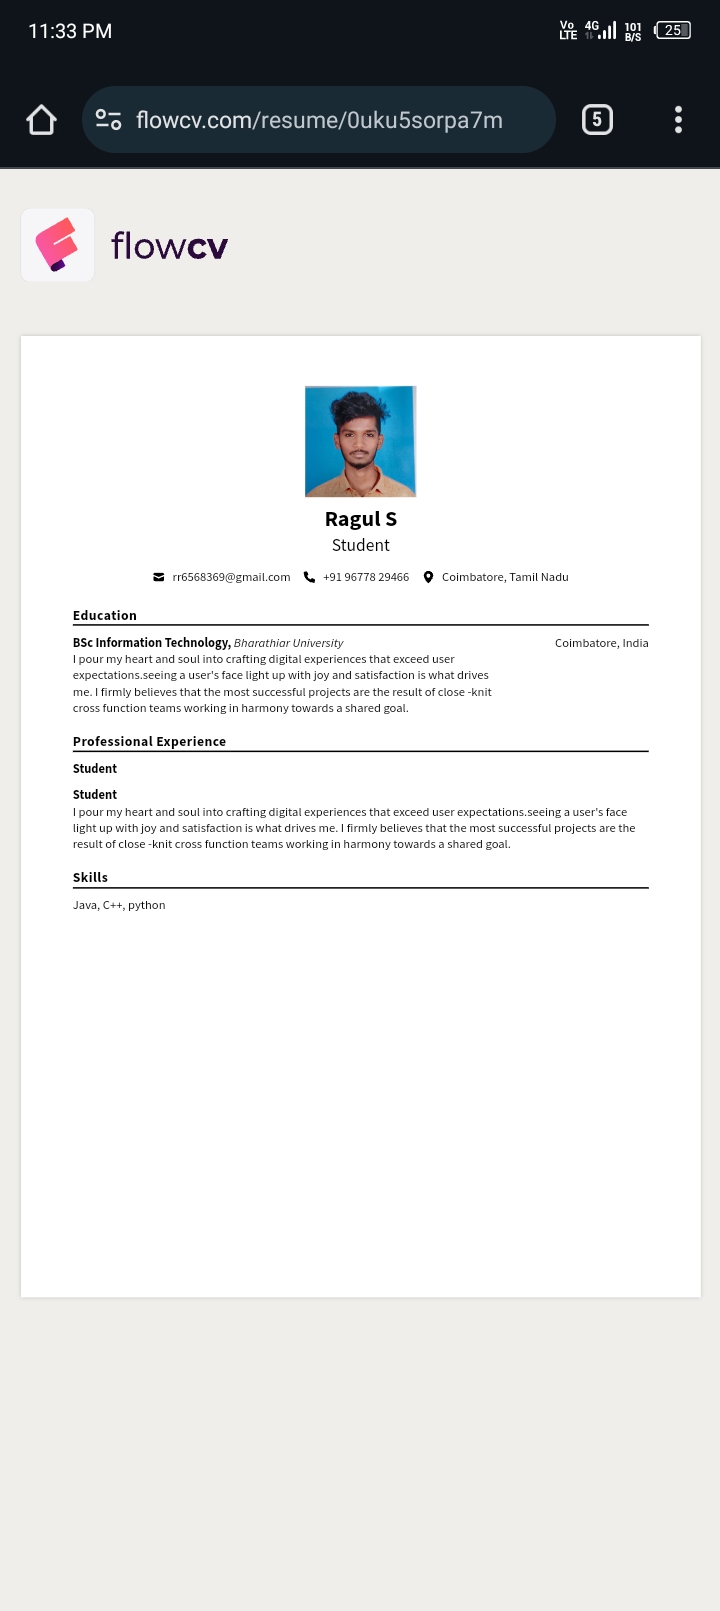 11:33 PM
Vo LTE 4G 101 B/S 25
flowcv.com/resume/0uku5sorpa7m
5
flowcv
Ragul S
Student
rr6568369@gmail.com +91 96778 29466 Coimbatore, Tamil Nadu
Education
BSc Information Technology, Bharathiar University Coimbatore, India
I pour my heart and soul into crafting digital experiences that exceed user
expectations.seeing a user's face light up with joy and satisfaction is what drives
me. I firmly believes that the most successful projects are the result of close -knit
cross function teams working in harmony towards a shared goal.
Professional Experience
Student
Student
I pour my heart and soul into crafting digital experiences that exceed user expectations.seeing a user's face
light up with joy and satisfaction is what drives me. I firmly believes that the most successful projects are the
result of close -knit cross function teams working in harmony towards a shared goal.
Skills
Java, C++, python